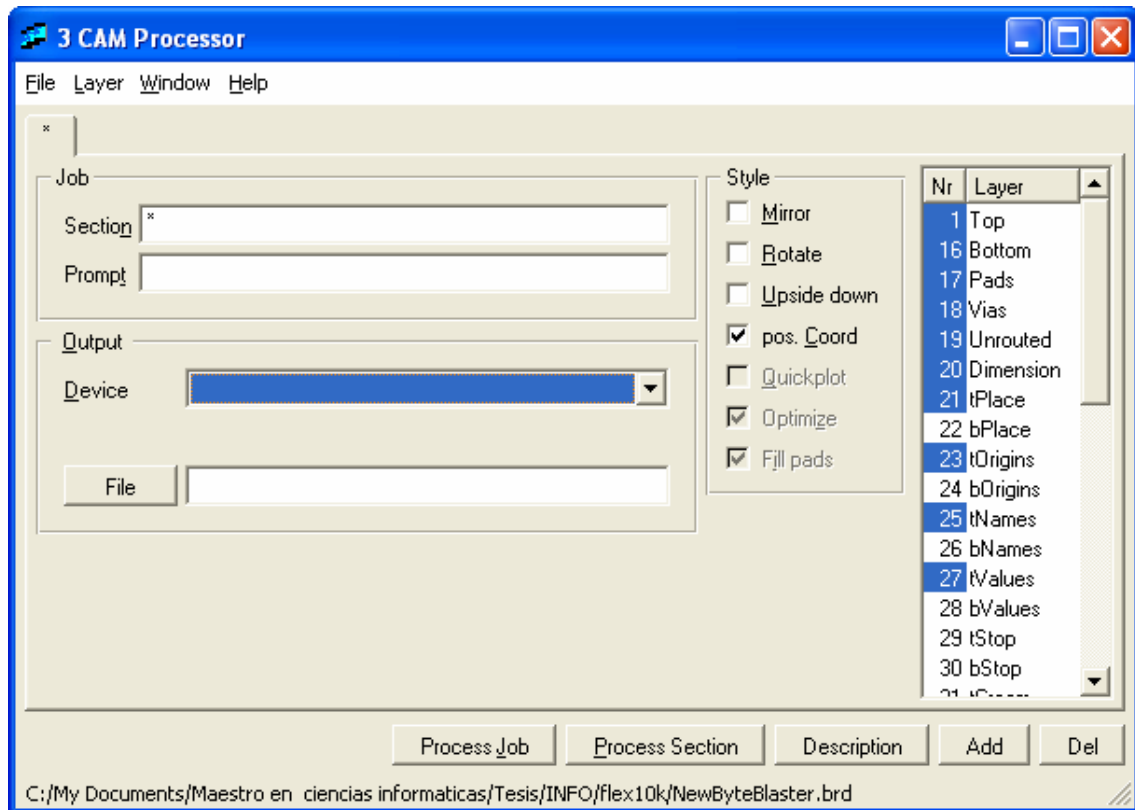 3 CAM Processor
File Layer Window Help
*
Job
Section *
Prompt
Output
Device
File
Style
Mirror
Rotate
Upside down
pos. Coord
Quickplot
Optimize
Fill pads
Nr Layer
1 Top
16 Bottom
17 Pads
18 Vias
19 Unrouted
20 Dimension
21 tPlace
22 bPlace
23 tOrigins
24 bOrigins
25 tNames
26 bNames
27 tValues
28 bValues
29 tStop
30 bStop
Process Job Process Section Description Add Del
C:/My Documents/Maestro en ciencias informaticas/Tesis/INFO/flex10k/NewByteBlaster.brd